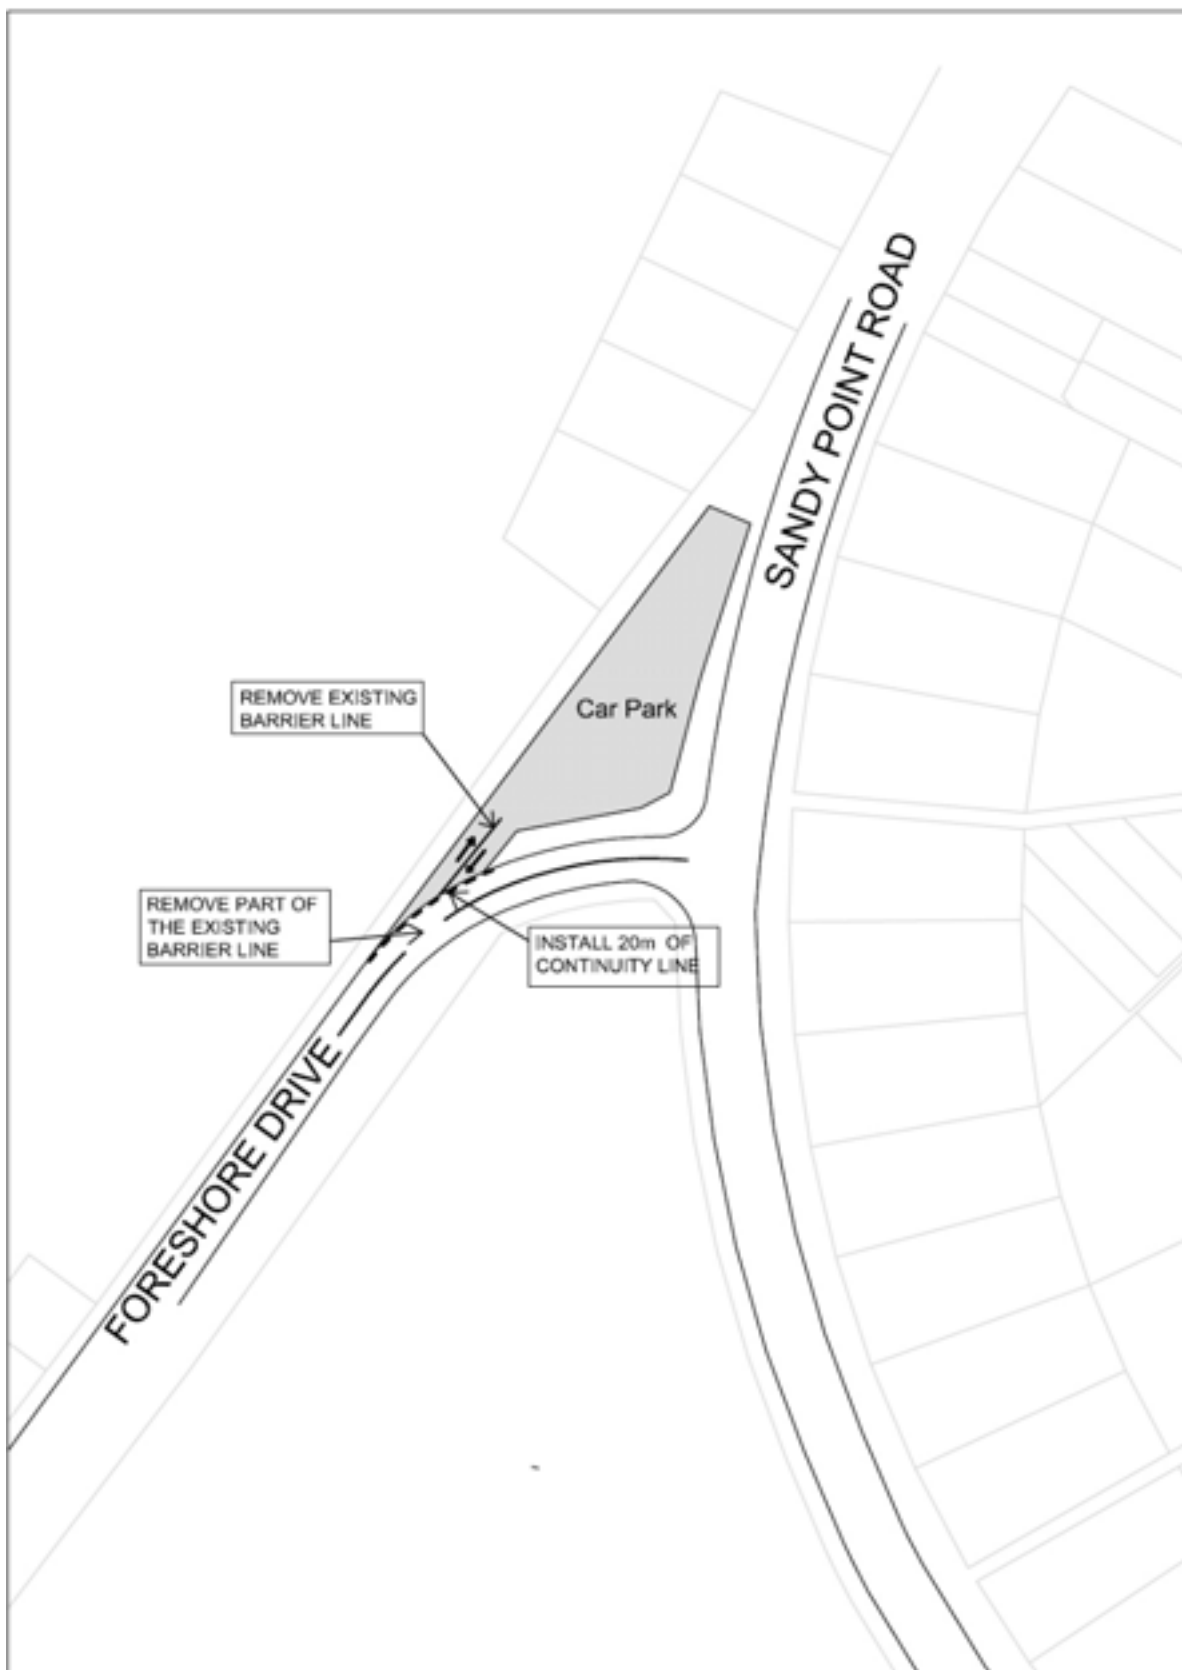 SANDY POINT ROAD
REMOVE EXISTING
BARRIER LINE
Car Park
REMOVE PART OF
THE EXISTING
BARRIER LINE
INSTALL 20m OF
CONTINUITY LINE
FORESHORE DRIVE